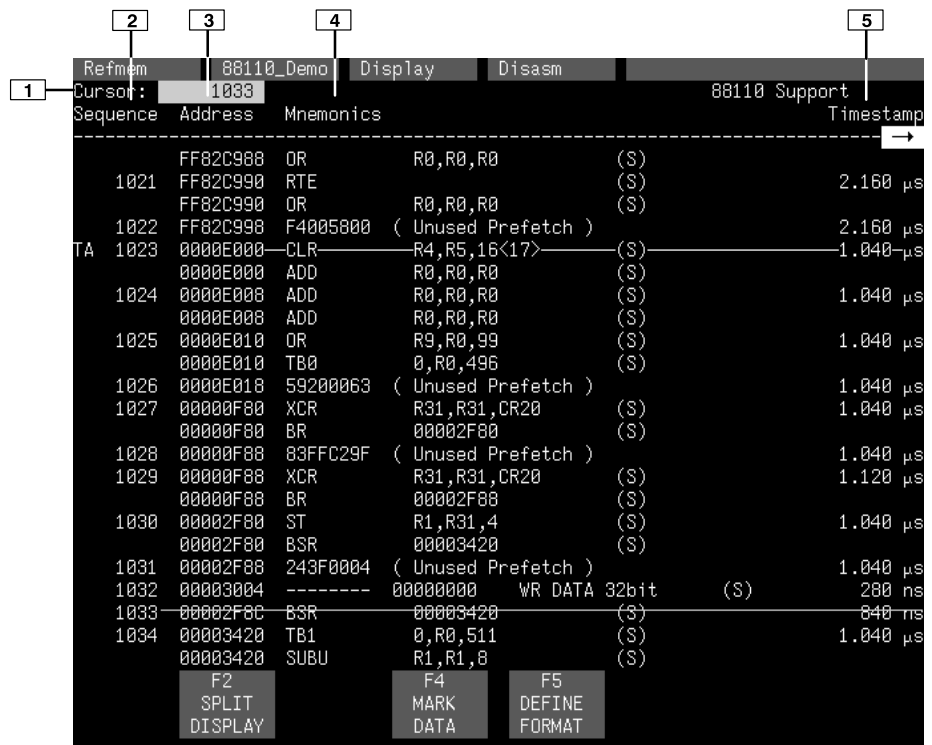 2 3 4 5
Refmem 88110_Demo Display Disasm
1 Cursor: 1033 88110 Support
Sequence Address Mnemonics Timestamp
--------------------------------------------------------------------------- →
FF82C988 OR R0,R0,R0 (S)
1021 FF82C990 RTE (S) 2.160 µs
FF82C990 OR R0,R0,R0 (S)
1022 FF82C998 F4005800 ( Unused Prefetch ) 2.160 µs
TA 1023 0000E000 CLR R4,R5,16<17> (S) 1.040 µs
0000E000 ADD R0,R0,R0 (S)
1024 0000E008 ADD R0,R0,R0 (S) 1.040 µs
0000E008 ADD R0,R0,R0 (S)
1025 0000E010 OR R9,R0,99 (S) 1.040 µs
0000E010 TB0 0,R0,496 (S)
1026 0000E018 59200063 ( Unused Prefetch ) 1.040 µs
1027 00000F80 XCR R31,R31,CR20 (S) 1.040 µs
00000F80 BR 00002F80 (S)
1028 00000F88 83FFC29F ( Unused Prefetch ) 1.040 µs
1029 00000F88 XCR R31,R31,CR20 (S) 1.120 µs
00000F88 BR 00002F88 (S)
1030 00002F80 ST R1,R31,4 (S) 1.040 µs
00002F80 BSR 00003420 (S)
1031 00002F88 243F0004 ( Unused Prefetch ) 1.040 µs
1032 00003004 -------- 00000000 WR DATA 32bit (S) 280 ns
1033 00002F8C BSR 00003420 (S) 840 ns
1034 00003420 TB1 0,R0,511 (S) 1.040 µs
00003420 SUBU R1,R1,8 (S)
F2 F4 F5
SPLIT MARK DEFINE
DISPLAY DATA FORMAT